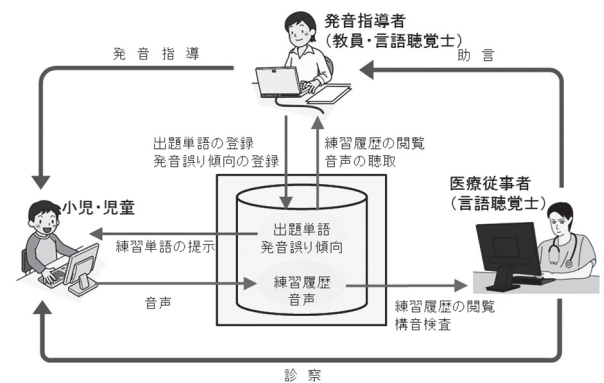 発音指導者
（教員・言語聴覚士）
発音指導
助言
出題単語の登録
発音誤り傾向の登録
練習履歴の閲覧
音声の聴取
小児・児童
医療従事者
（言語聴覚士）
出題単語
発音誤り傾向
練習単語の提示
練習履歴
音声
音声
練習履歴の閲覧
構音検査
診察